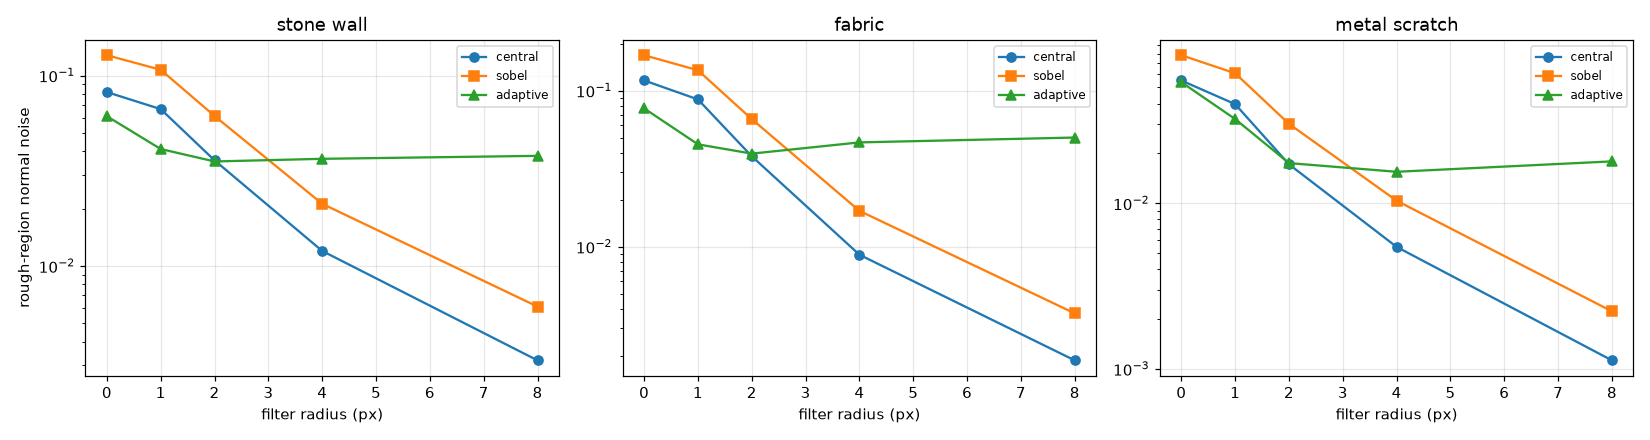 stone wall
rough-region normal noise
10⁻¹
10⁻²
central
sobel
adaptive
0 1 2 3 4 5 6 7 8
filter radius (px)
fabric
10⁻¹
10⁻²
central
sobel
adaptive
0 1 2 3 4 5 6 7 8
filter radius (px)
metal scratch
10⁻²
10⁻³
central
sobel
adaptive
0 1 2 3 4 5 6 7 8
filter radius (px)